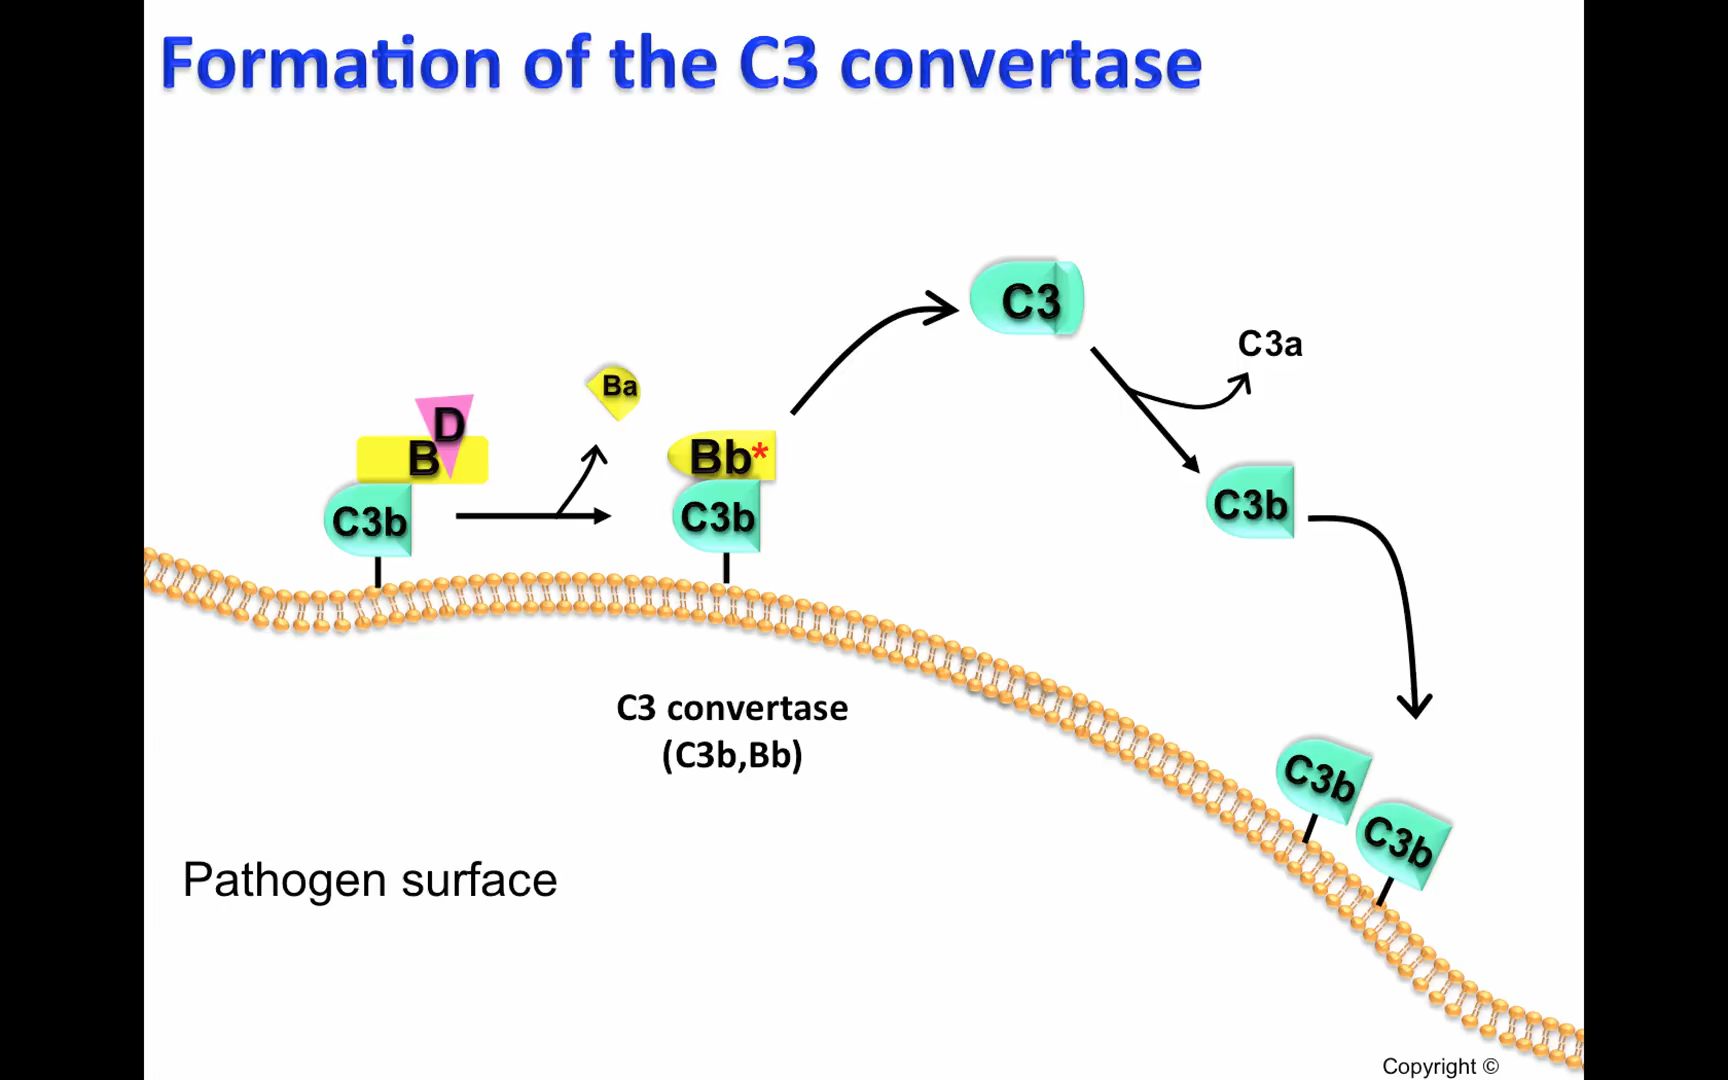 Formation of the C3 convertase
C3
C3a
Ba
D
B
Bb*
C3b
C3b
C3b
C3 convertase
(C3b,Bb)
C3b
C3b
Pathogen surface
Copyright ©